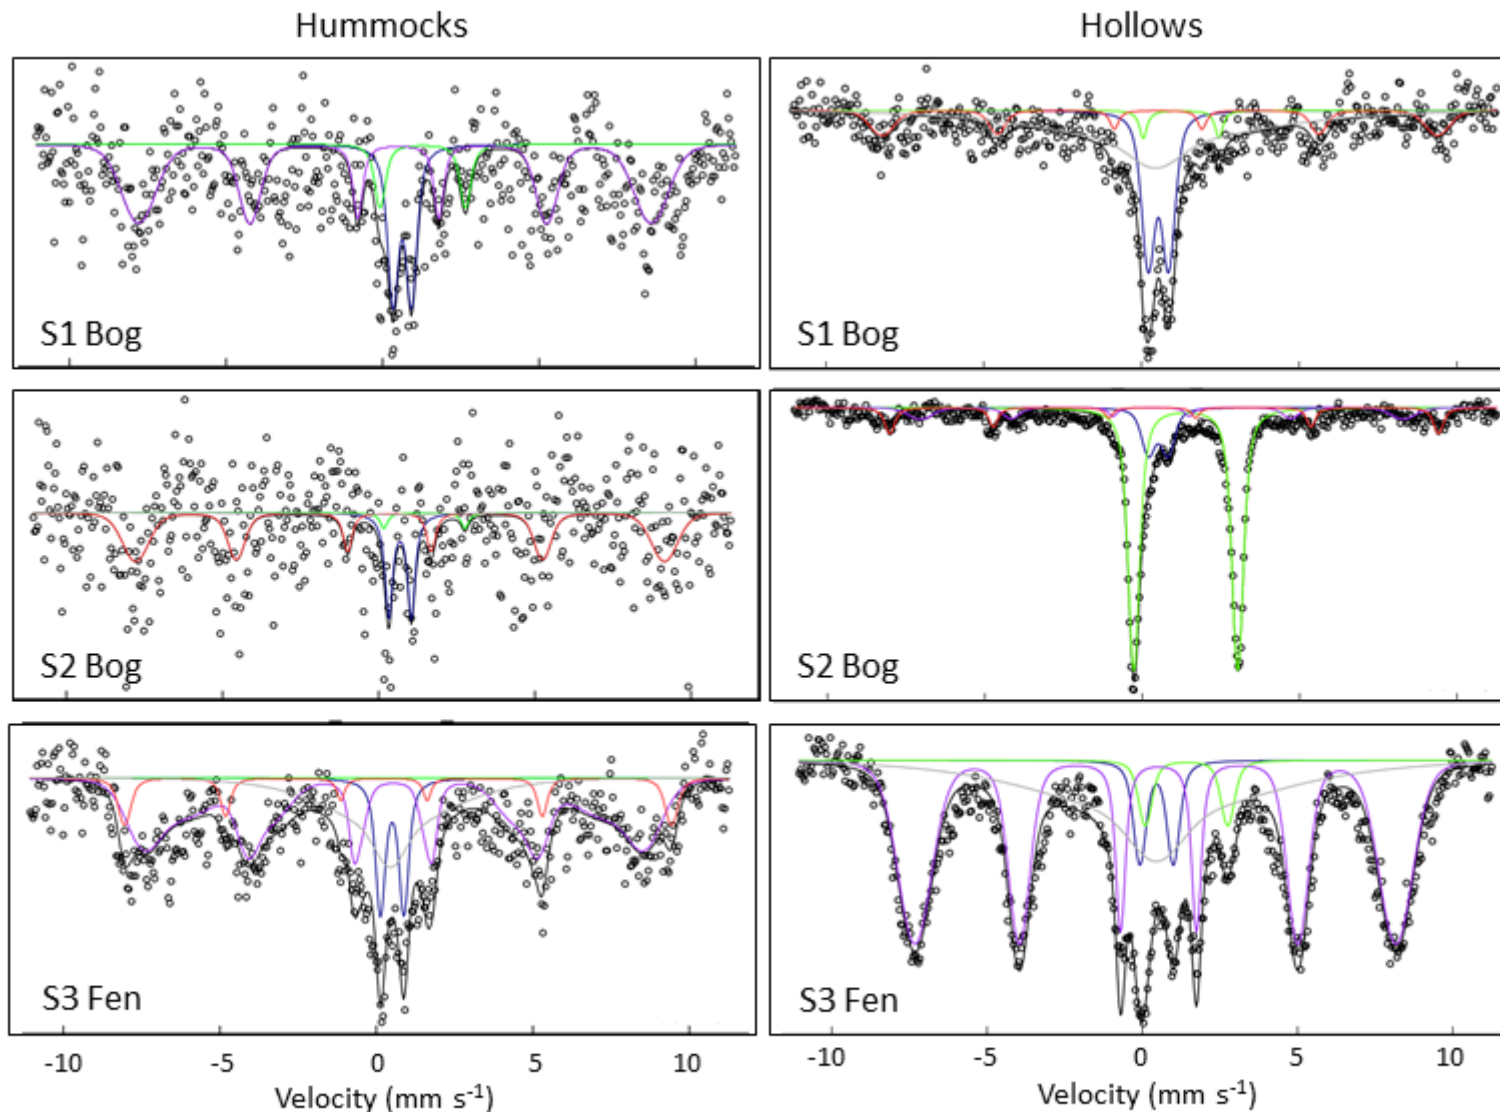 Hummocks
Hollows
S1 Bog
S1 Bog
S2 Bog
S2 Bog
S3 Fen
S3 Fen
-10 -5 0 5 10
-10 -5 0 5 10
Velocity (mm s⁻¹)
Velocity (mm s⁻¹)